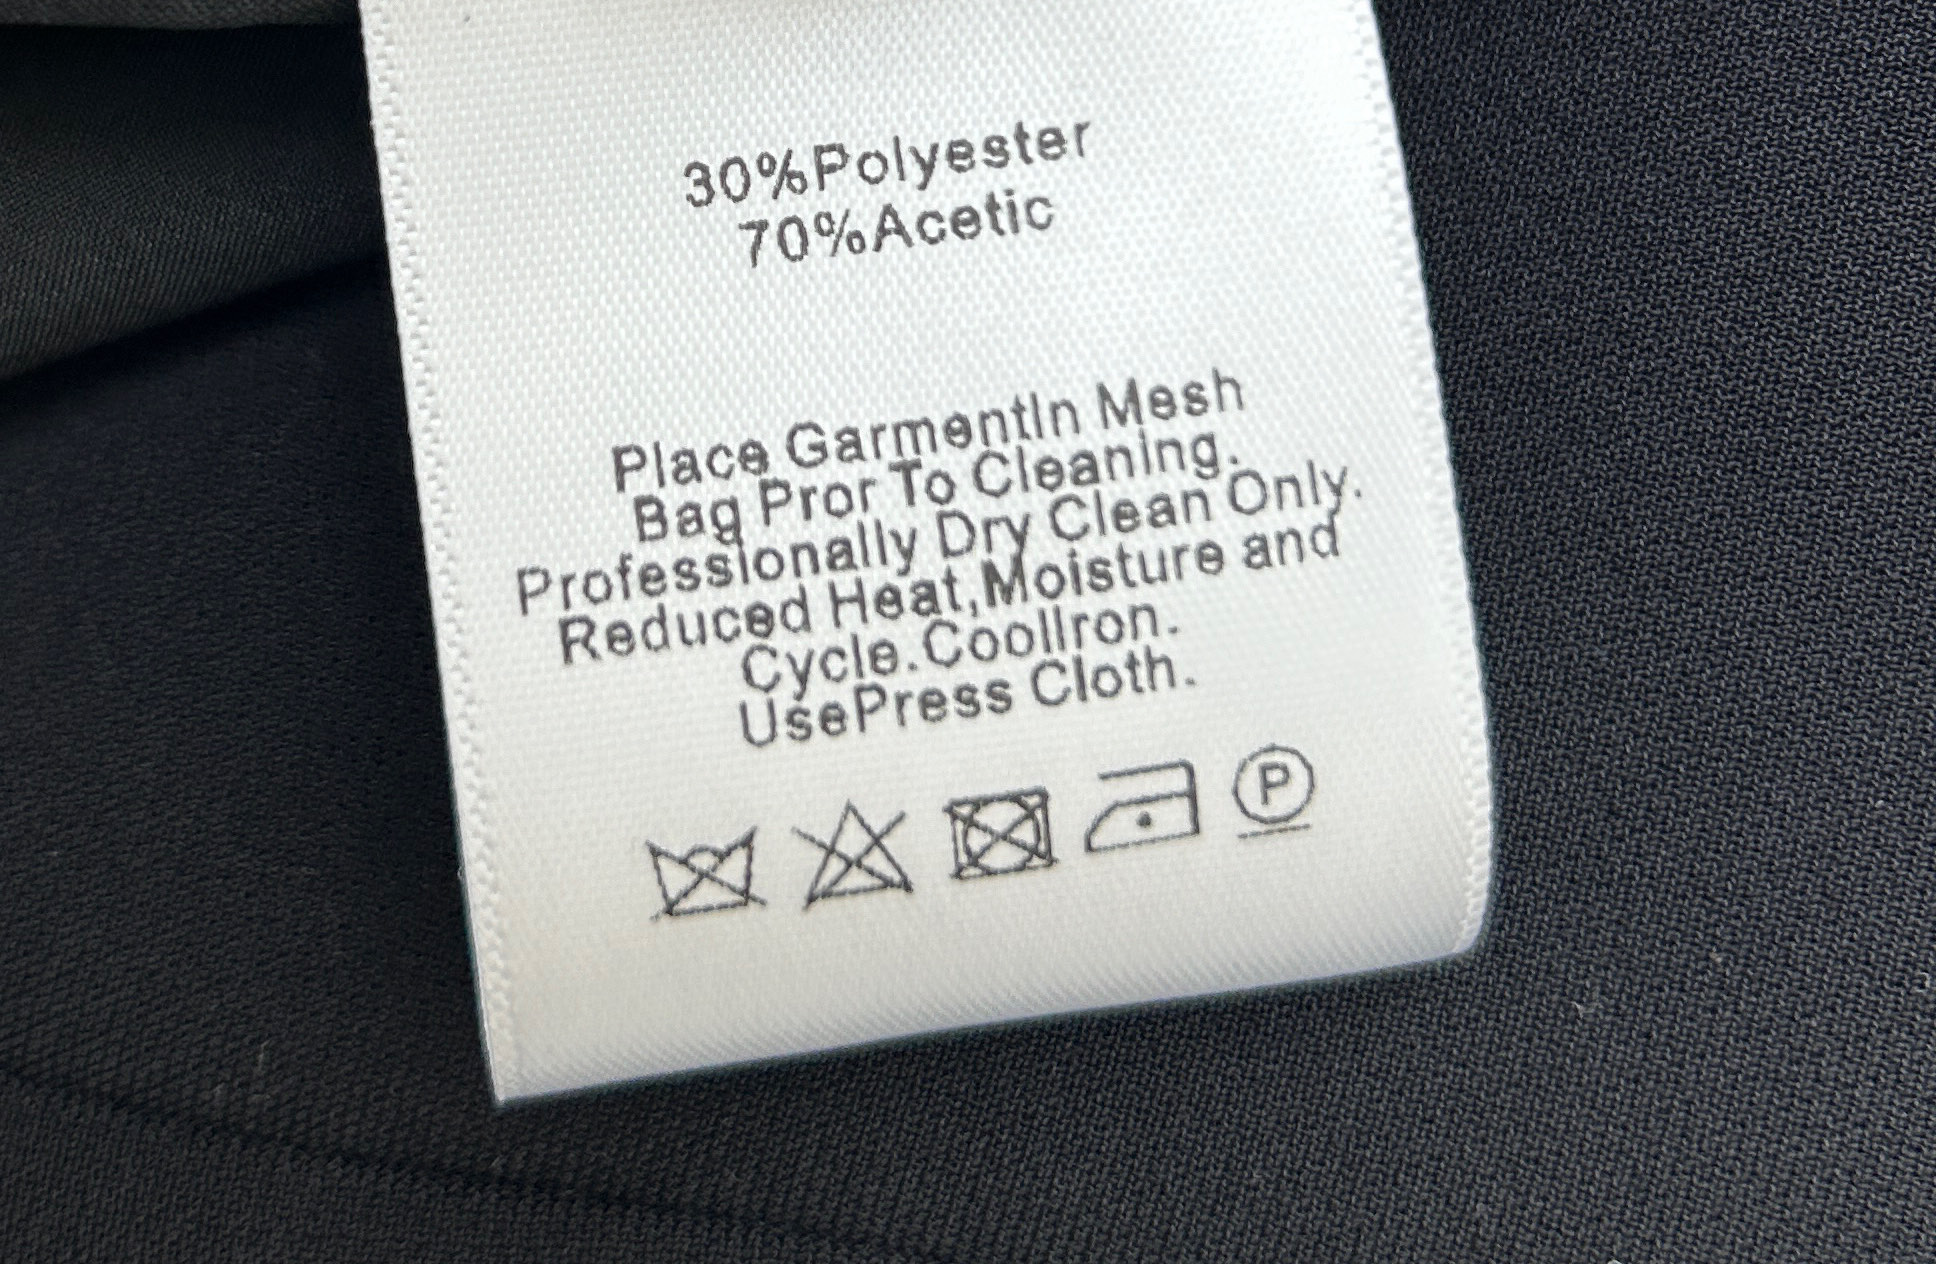 30%Polyester
70%Acetic
Place GarmentIn Mesh
Bag Pror To Cleaning.
Professionally Dry Clean Only.
Reduced Heat,Moisture and
Cycle.CoolIron.
UsePress Cloth.
P